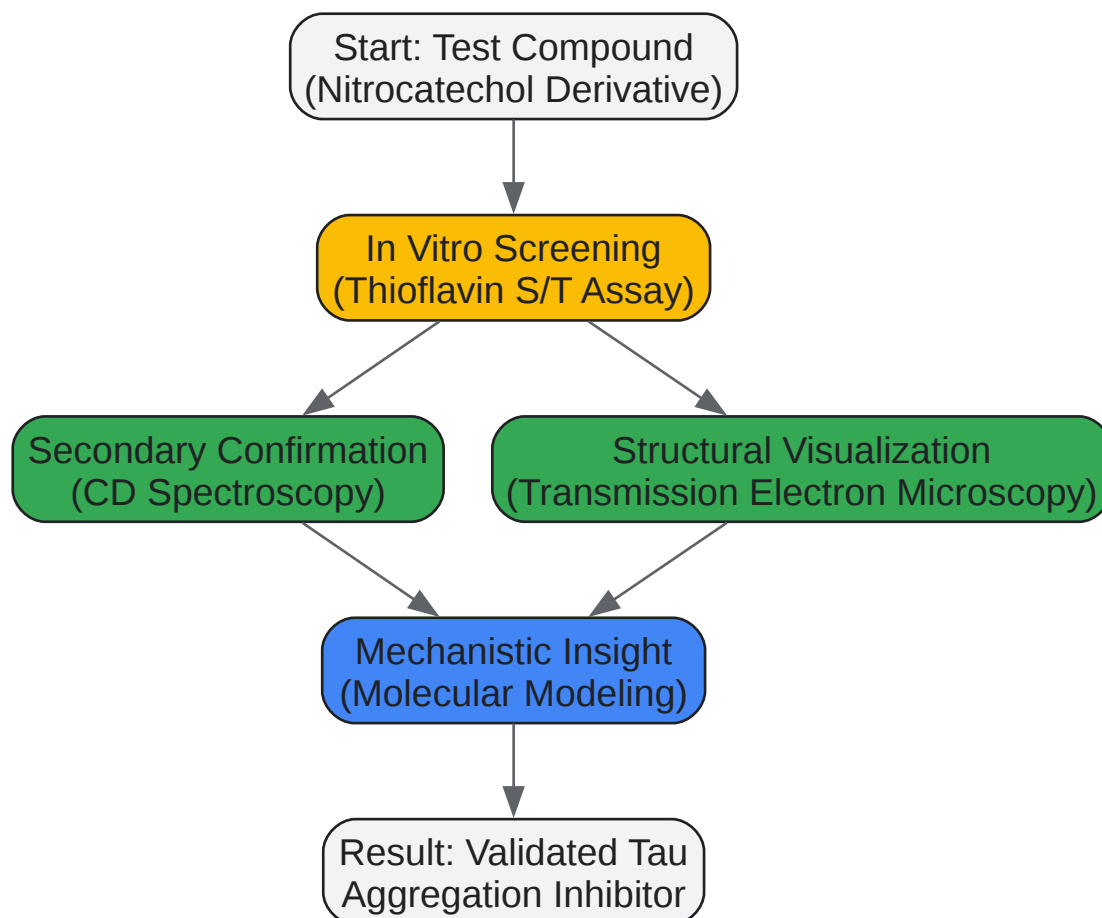 Start: Test Compound
(Nitrocatechol Derivative)
In Vitro Screening
(Thioflavin S/T Assay)
Secondary Confirmation
(CD Spectroscopy)
Structural Visualization
(Transmission Electron Microscopy)
Mechanistic Insight
(Molecular Modeling)
Result: Validated Tau
Aggregation Inhibitor